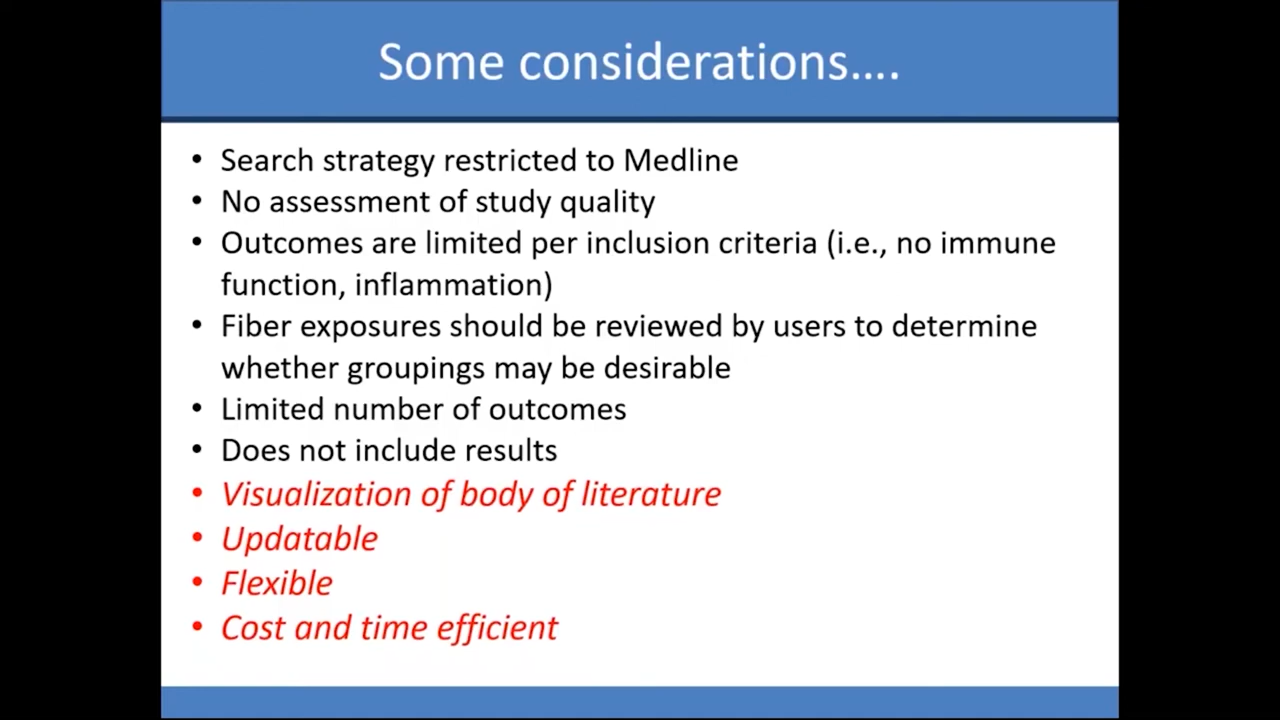 Some considerations....
• Search strategy restricted to Medline
• No assessment of study quality
• Outcomes are limited per inclusion criteria (i.e., no immune
function, inflammation)
• Fiber exposures should be reviewed by users to determine
whether groupings may be desirable
• Limited number of outcomes
• Does not include results
• Visualization of body of literature
• Updatable
• Flexible
• Cost and time efficient